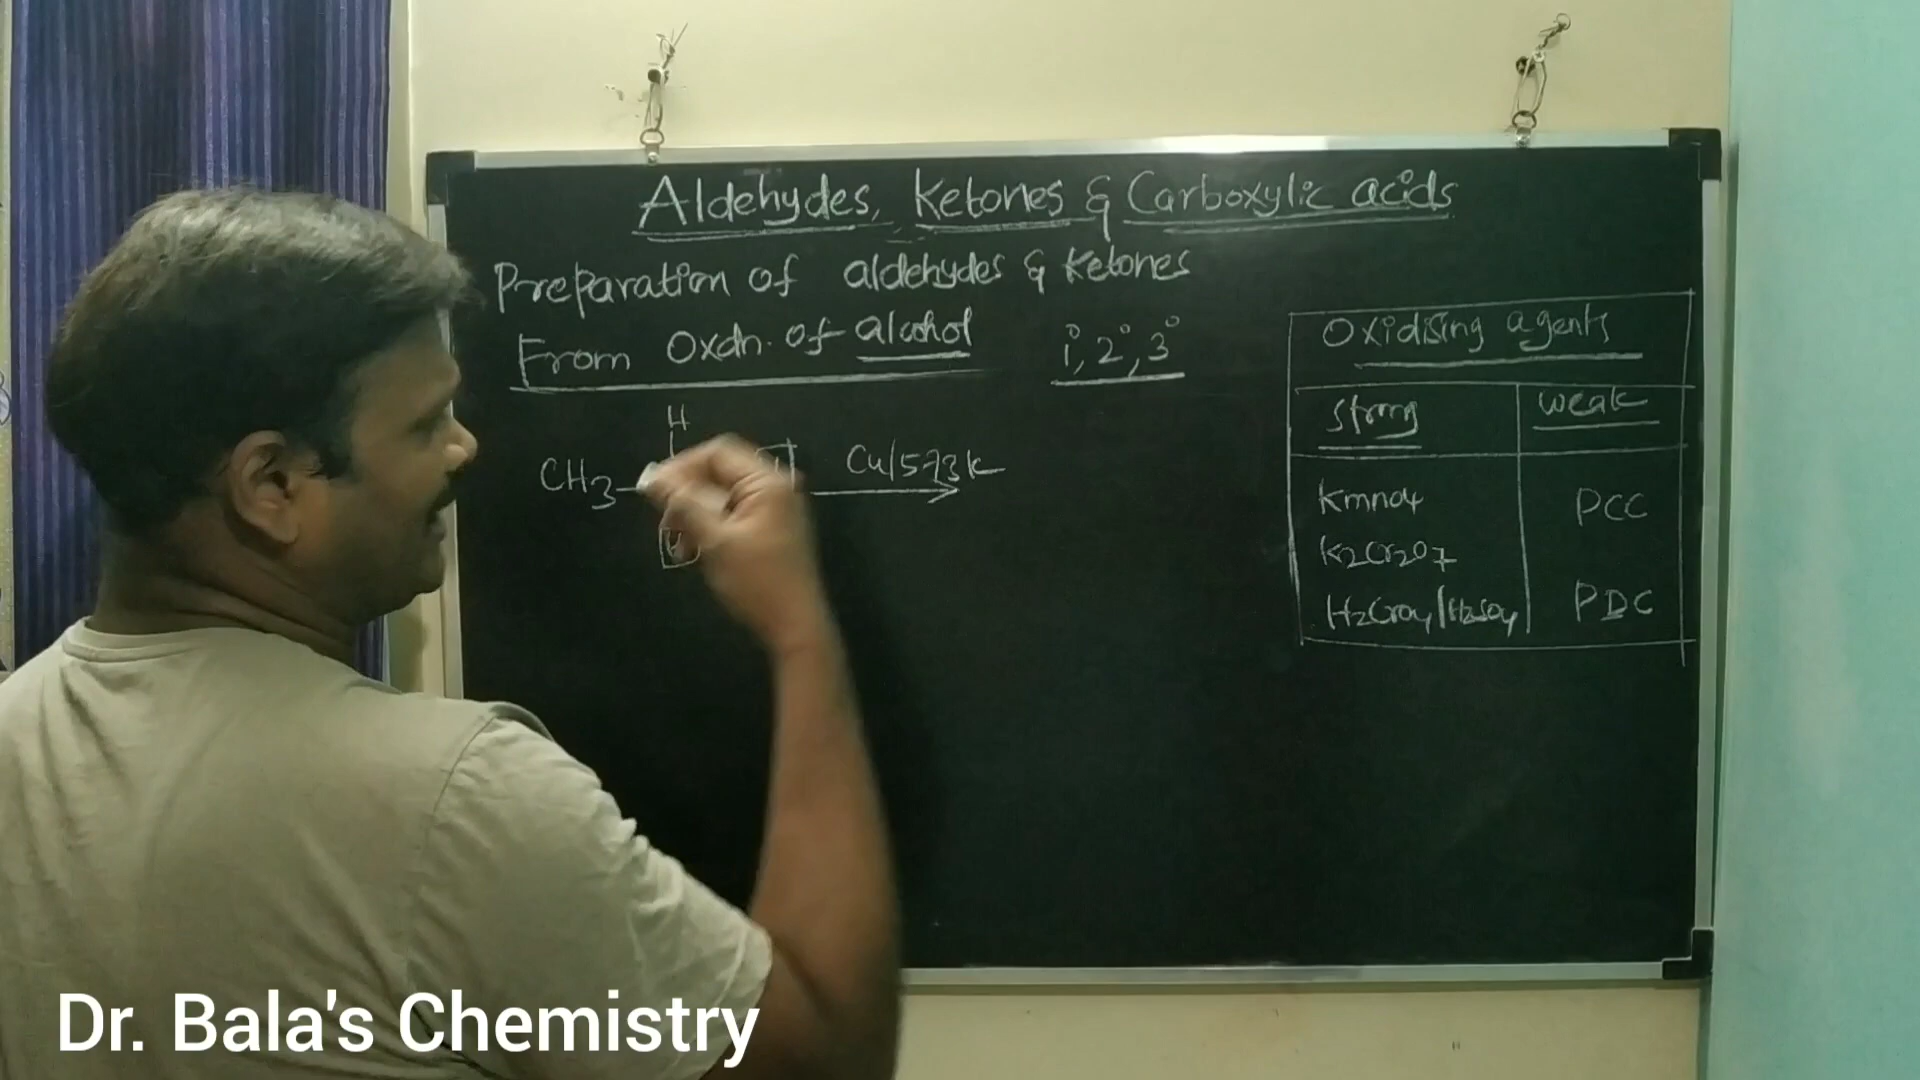 Aldehydes, Ketones & Carboxylic acids
Preparation of aldehydes & Ketones
From Oxdn. of alcohol 1°, 2°, 3°
Oxidising agents
Strong weak
H
CH3 Cu/573K
H
KmnO4 PCC
K2Cr2O7
H2CrO4/H2SO4 PDC
Dr. Bala's Chemistry